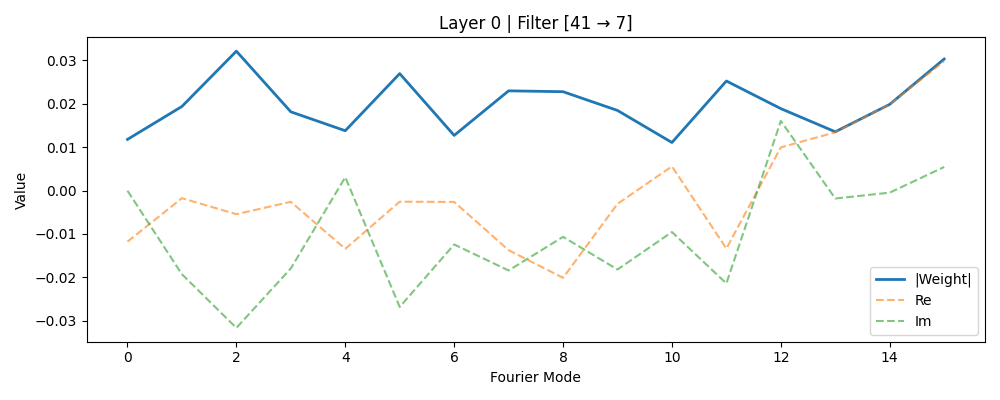 Layer 0 | Filter [41 → 7]
Value
0.03
0.02
0.01
0.00
−0.01
−0.02
−0.03
|Weight|
Re
Im
0 2 4 6 8 10 12 14
Fourier Mode